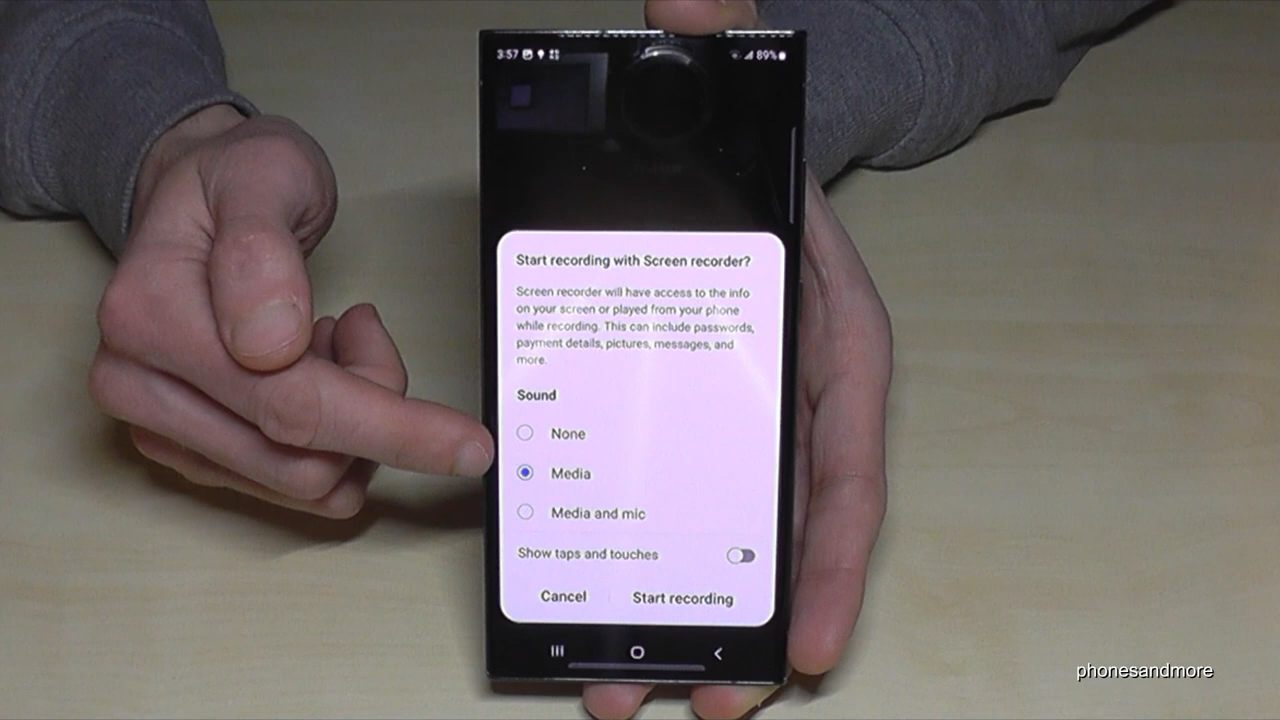 3:57
89%
Start recording with Screen recorder?
Screen recorder will have access to the info
on your screen or played from your phone
while recording. This can include passwords,
payment details, pictures, messages, and
more.
Sound
None
Media
Media and mic
Show taps and touches
Cancel
Start recording
phonesandmore